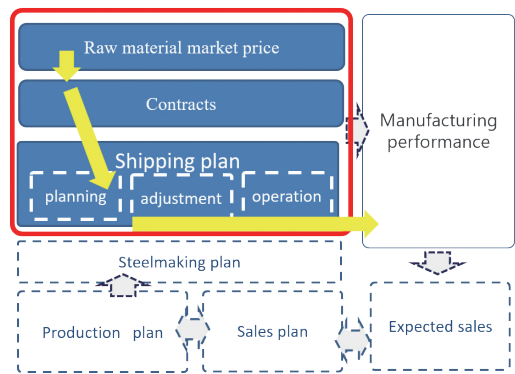 Raw material market price
Contracts
Shipping plan
planning
adjustment
operation
Manufacturing
performance
Steelmaking plan
Production plan
Sales plan
Expected sales